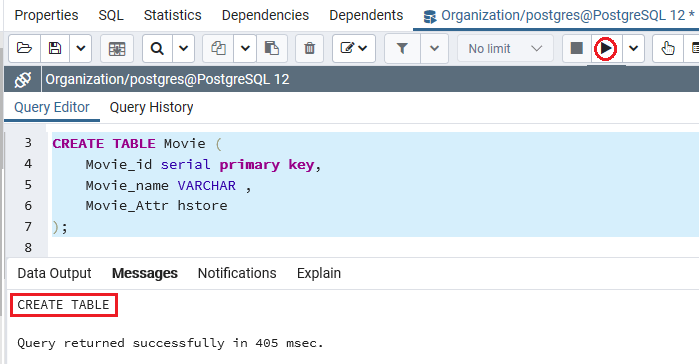 Properties SQL Statistics Dependencies Dependents Organization/postgres@PostgreSQL 12 *
No limit
Organization/postgres@PostgreSQL 12
Query Editor Query History
3 CREATE TABLE Movie (
4 Movie_id serial primary key,
5 Movie_name VARCHAR ,
6 Movie_Attr hstore
7 );
8
Data Output Messages Notifications Explain
CREATE TABLE
Query returned successfully in 405 msec.